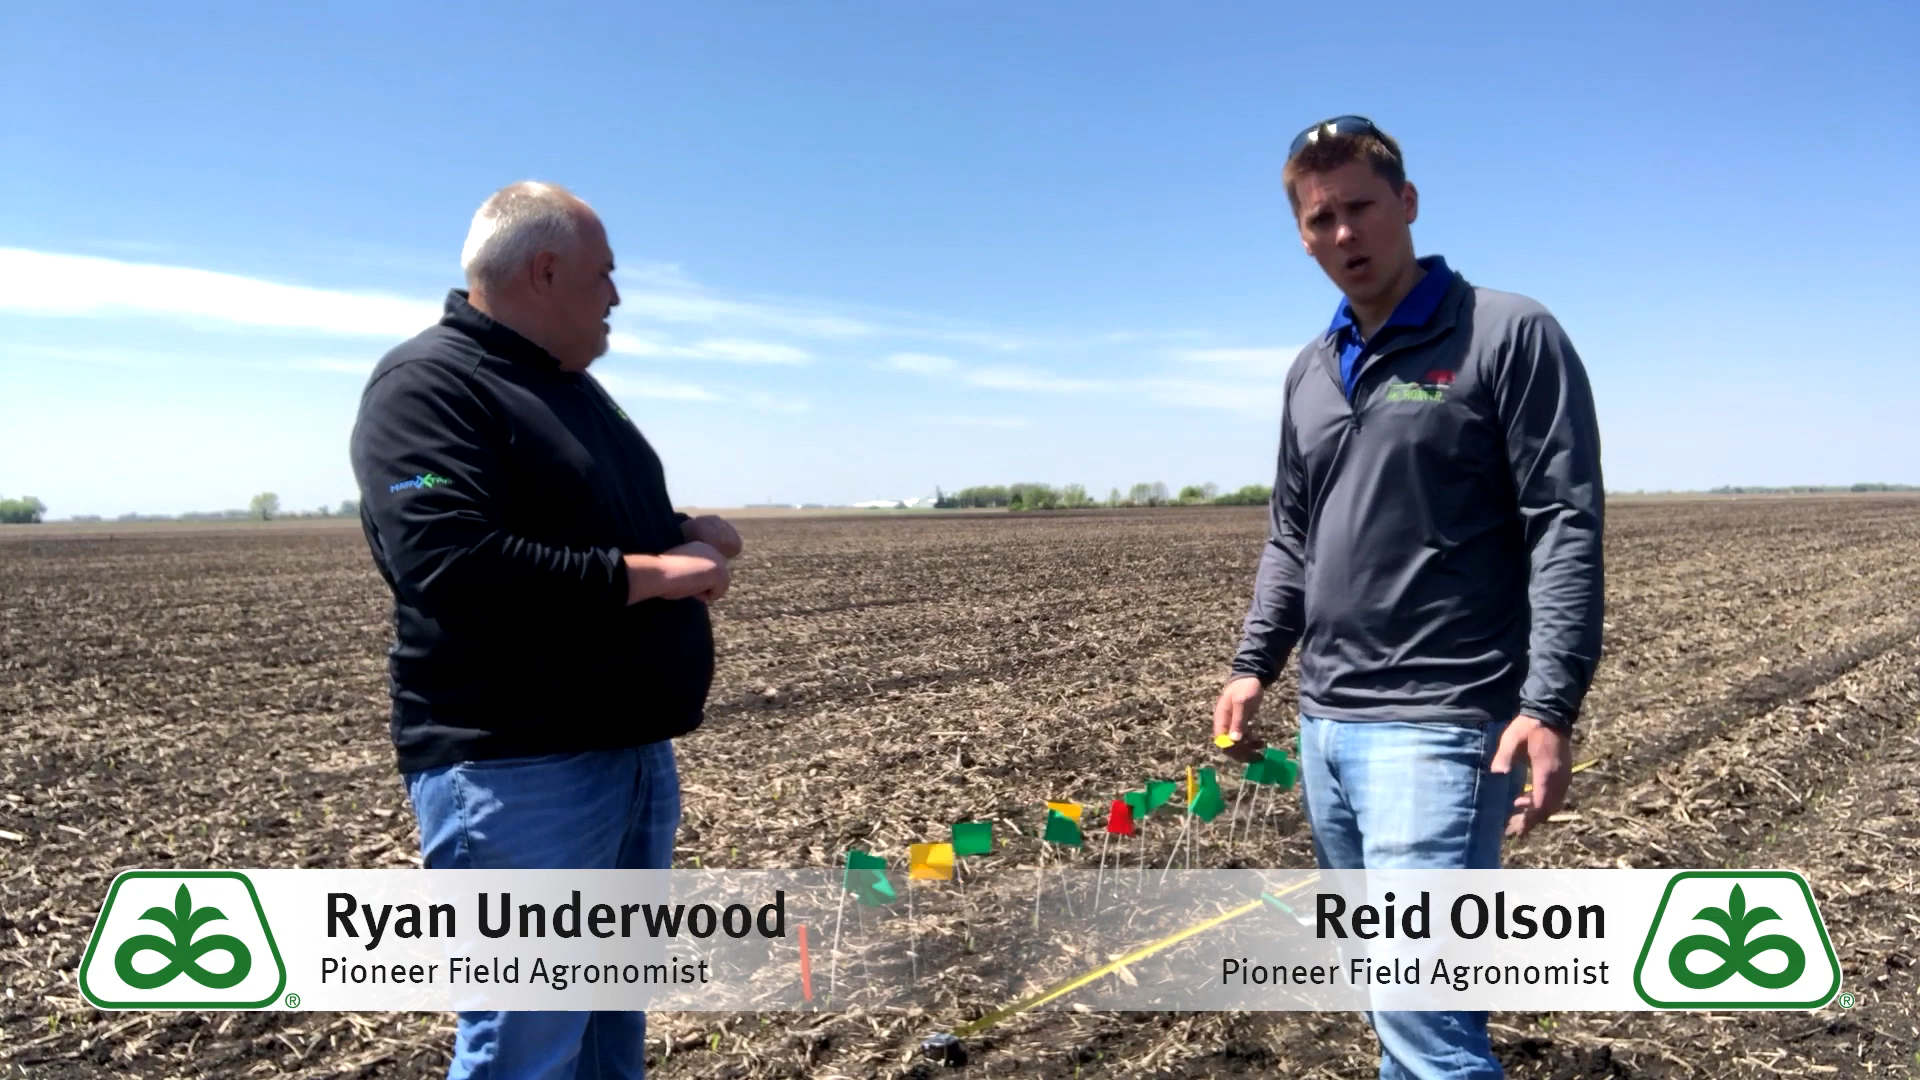 Ryan Underwood
Pioneer Field Agronomist
Reid Olson
Pioneer Field Agronomist